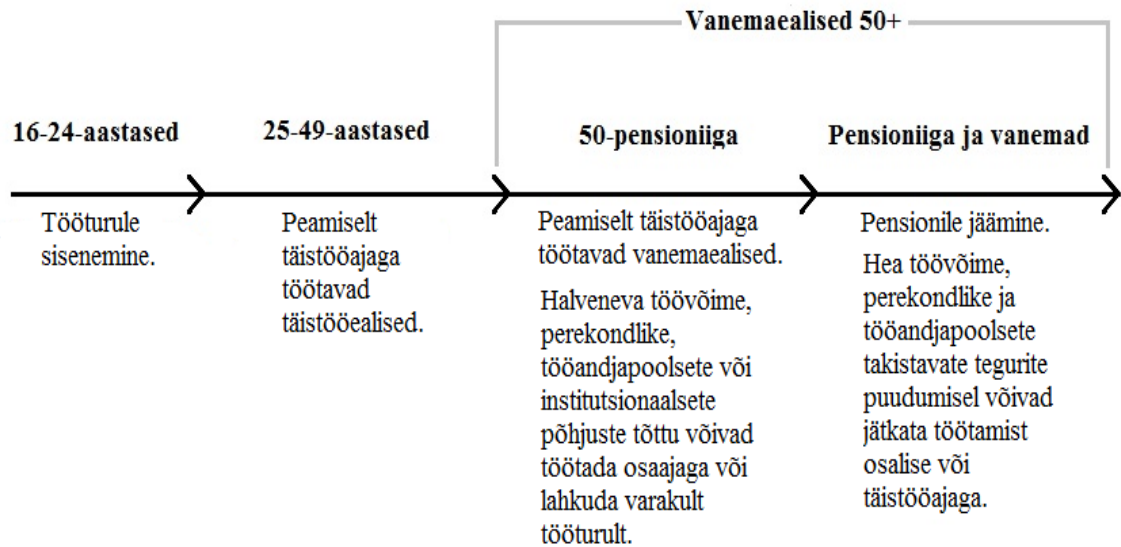 Vanemaealised 50+
16-24-aastased
25-49-aastased
50-pensioniiga
Pensioniiga ja vanemad
Tööturule
sisenemine.
Peamiselt
täistööajaga
töötavad
täistööealised.
Peamiselt täistööajaga
töötavad vanemaealised.
Halveneva töövõime,
perekondlike,
tööandjapoolsete või
institutsionaalsete
põhjuste tõttu võivad
töötada osaajaga või
lahkuda varakult
tööturult.
Pensionile jäämine.
Hea töövõime,
perekondlike ja
tööandjapoolsete
takistavate tegurite
puudumisel võivad
jätkata töötamist
osalise või
täistööajaga.